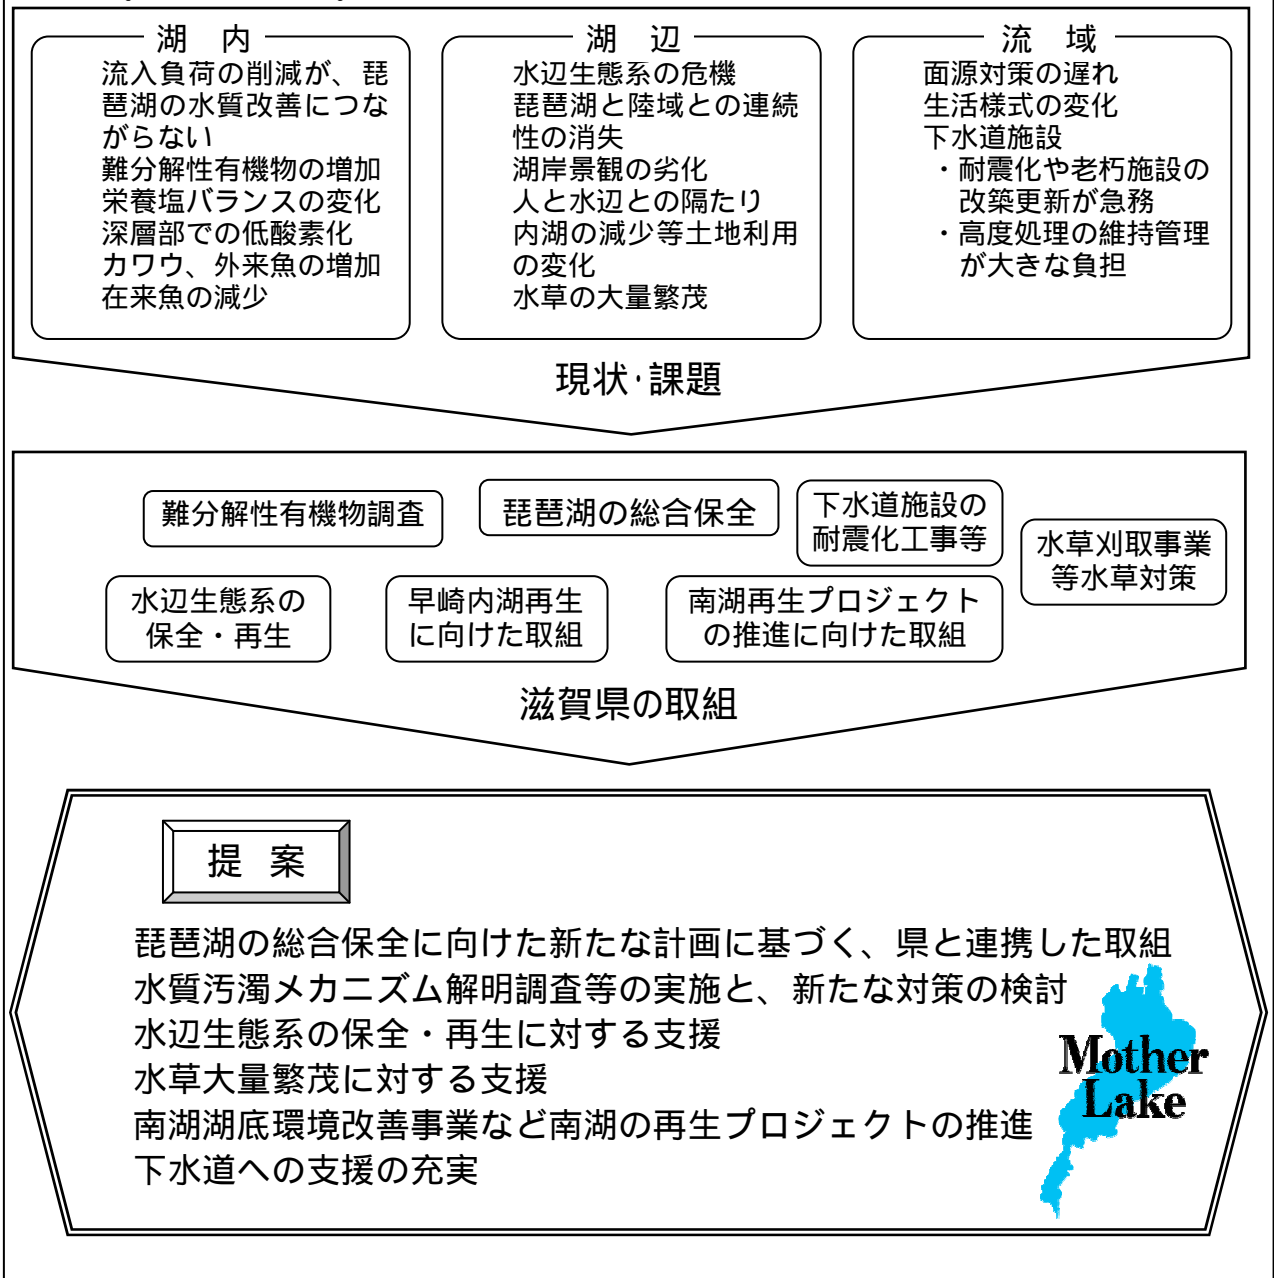 湖　内
流入負荷の削減が、琵
琶湖の水質改善につな
がらない
難分解性有機物の増加
栄養塩バランスの変化
深層部での低酸素化
カワウ、外来魚の増加
在来魚の減少
湖　辺
水辺生態系の危機
琵琶湖と陸域との連続
性の消失
湖岸景観の劣化
人と水辺との隔たり
内湖の減少等土地利用
の変化
水草の大量繁茂
流　域
面源対策の遅れ
生活様式の変化
下水道施設
・耐震化や老朽施設の
改築更新が急務
・高度処理の維持管理
が大きな負担
現状・課題
難分解性有機物調査
琵琶湖の総合保全
下水道施設の
耐震化工事等
水草刈取事業
等水草対策
水辺生態系の
保全・再生
早崎内湖再生
に向けた取組
南湖再生プロジェクト
の推進に向けた取組
滋賀県の取組
提　案
琵琶湖の総合保全に向けた新たな計画に基づく、県と連携した取組
水質汚濁メカニズム解明調査等の実施と、新たな対策の検討
水辺生態系の保全・再生に対する支援
水草大量繁茂に対する支援
南湖湖底環境改善事業など南湖の再生プロジェクトの推進
下水道への支援の充実
Mother
Lake